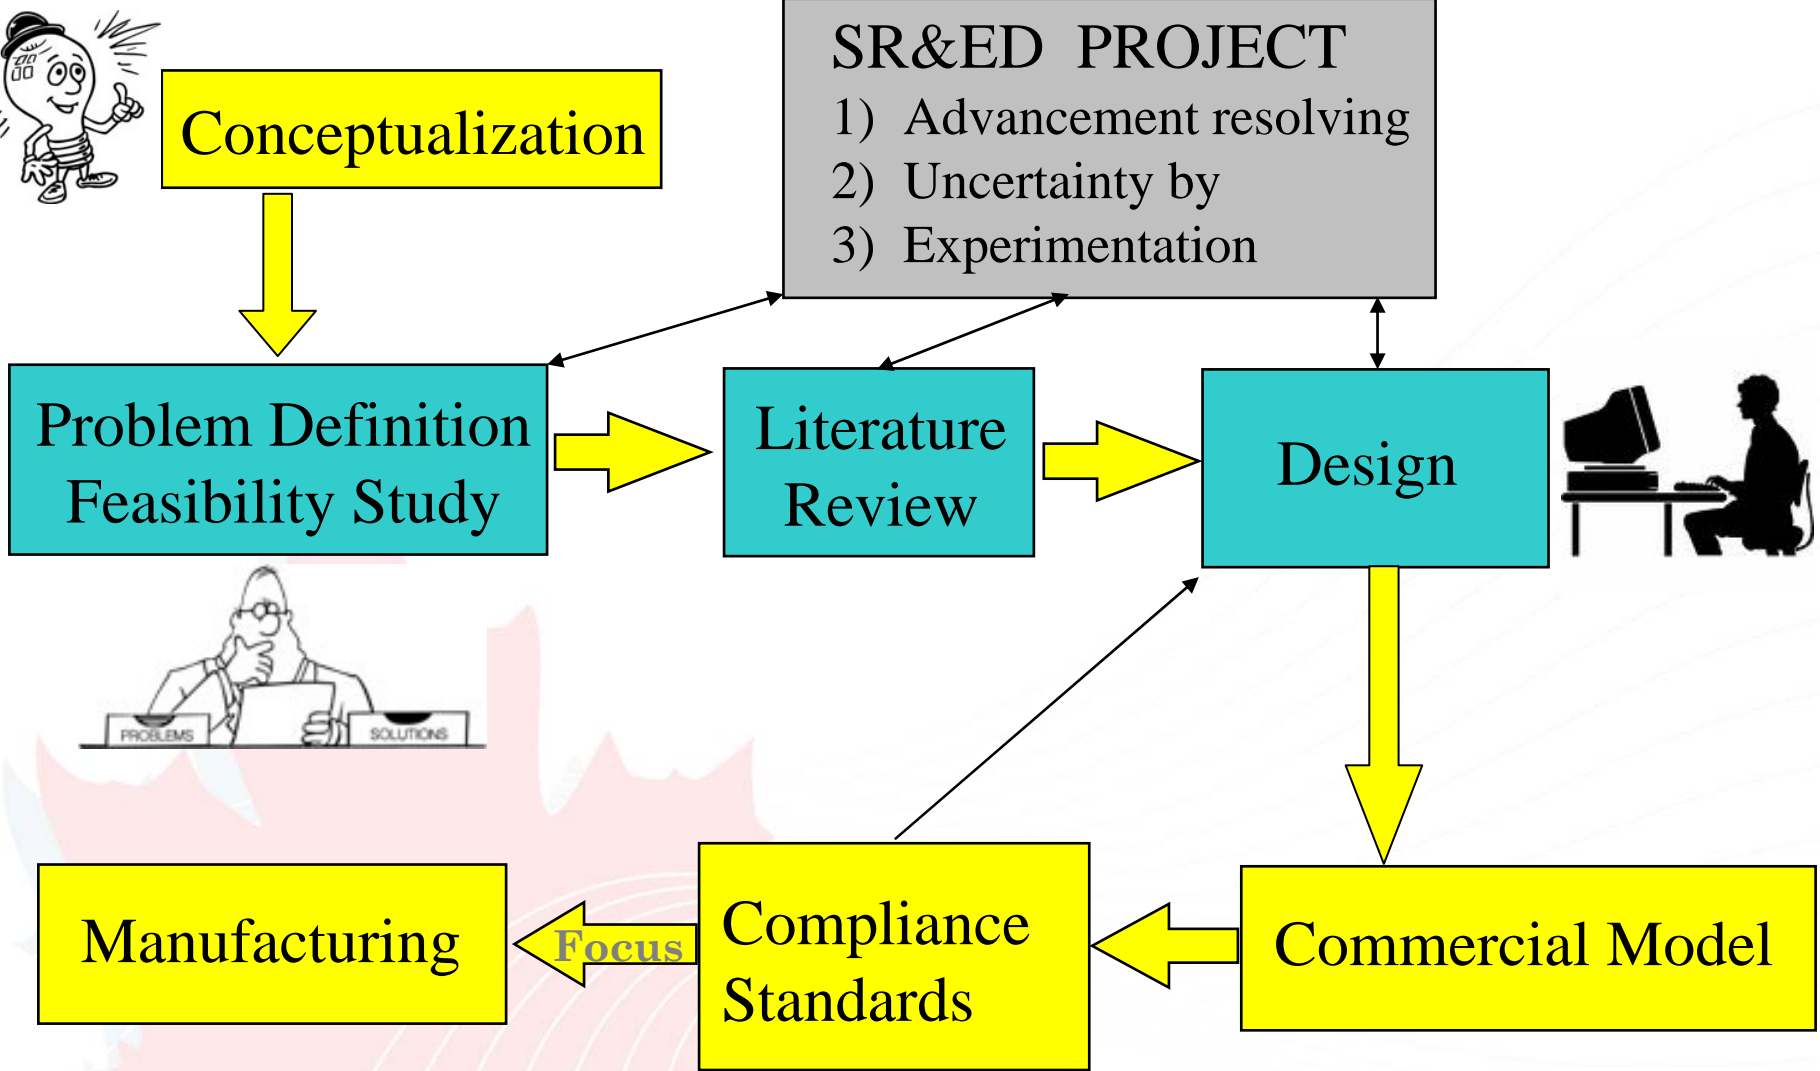 Conceptualization
SR&ED PROJECT
1) Advancement resolving
2) Uncertainty by
3) Experimentation
Problem Definition
Feasibility Study
Literature
Review
Design
PROBLEMS
SOLUTIONS
Manufacturing
Focus
Compliance
Standards
Commercial Model